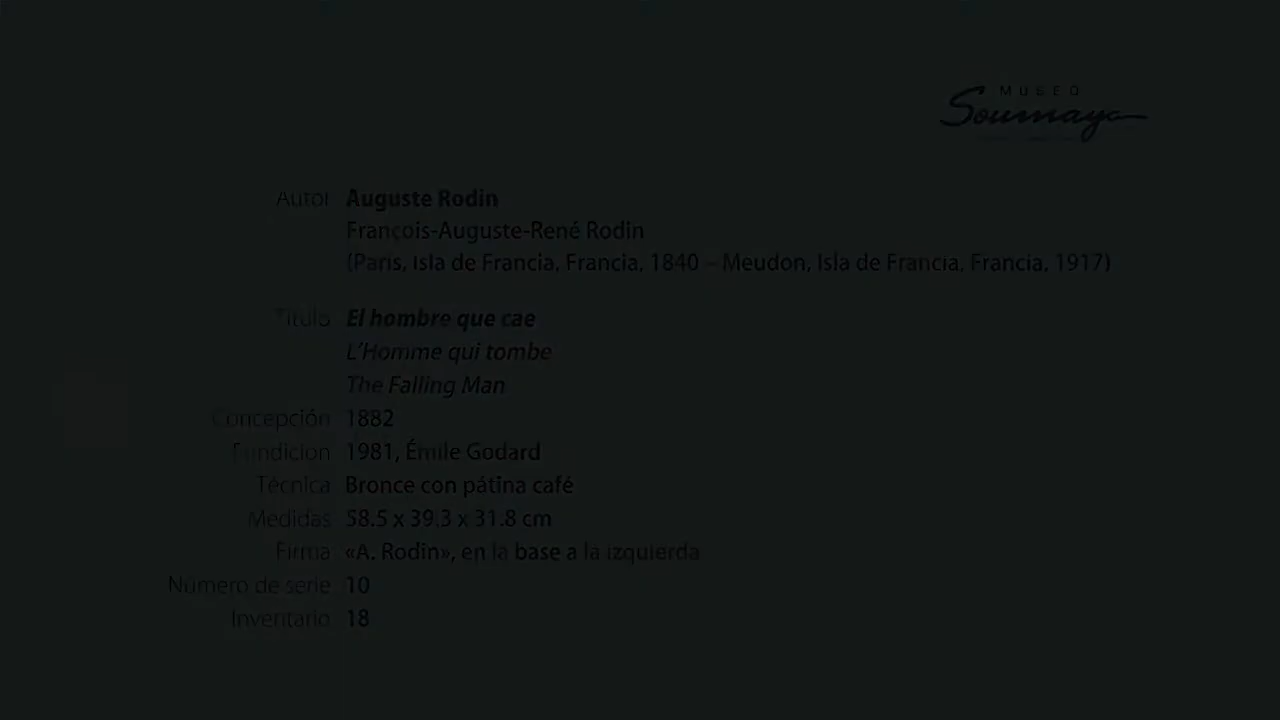 MUSEO
Soumaya
Autor Auguste Rodin
François-Auguste-René Rodin
(París, Isla de Francia, Francia, 1840 – Meudon, Isla de Francia, Francia, 1917)
Título El hombre que cae
L’Homme qui tombe
The Falling Man
Concepción 1882
Fundición 1981, Émile Godard
Técnica Bronce con pátina café
Medidas 58.5 x 39.3 x 31.8 cm
Firma «A. Rodin», en la base a la izquierda
Número de serie 10
Inventario 18